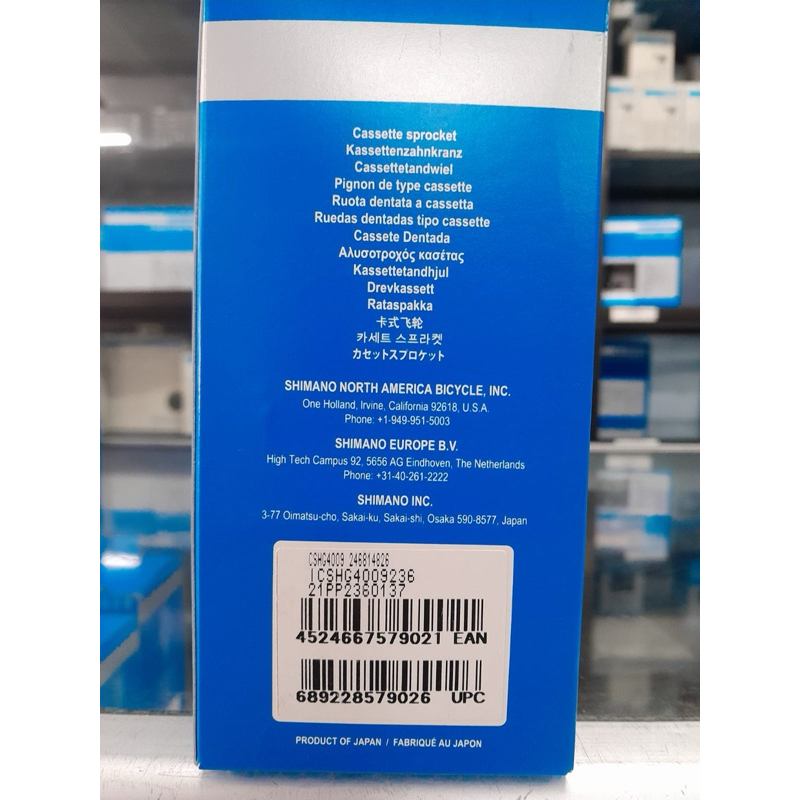 Cassette sprocket
Kassettenzahnkranz
Cassettetandwiel
Pignon de type cassette
Ruota dentata a cassetta
Ruedas dentadas tipo cassette
Cassete Dentada
Αλυσοτροχός κασέτας
Kassettetandhjul
Drevkassett
Rataspakka
卡式飞轮
카세트 스프라켓
カセットスプロケット
SHIMANO NORTH AMERICA BICYCLE, INC.
One Holland, Irvine, California 92618, U.S.A.
Phone: +1-949-951-5003
SHIMANO EUROPE B.V.
High Tech Campus 92, 5656 AG Eindhoven, The Netherlands
Phone: +31-40-261-2222
SHIMANO INC.
3-77 Oimatsu-cho, Sakai-ku, Sakai-shi, Osaka 590-8577, Japan
CSHG4009 246814826
ICSHG4009236
21PP2360137
4524667579021 EAN
689228579026 UPC
PRODUCT OF JAPAN / FABRIQUÉ AU JAPON